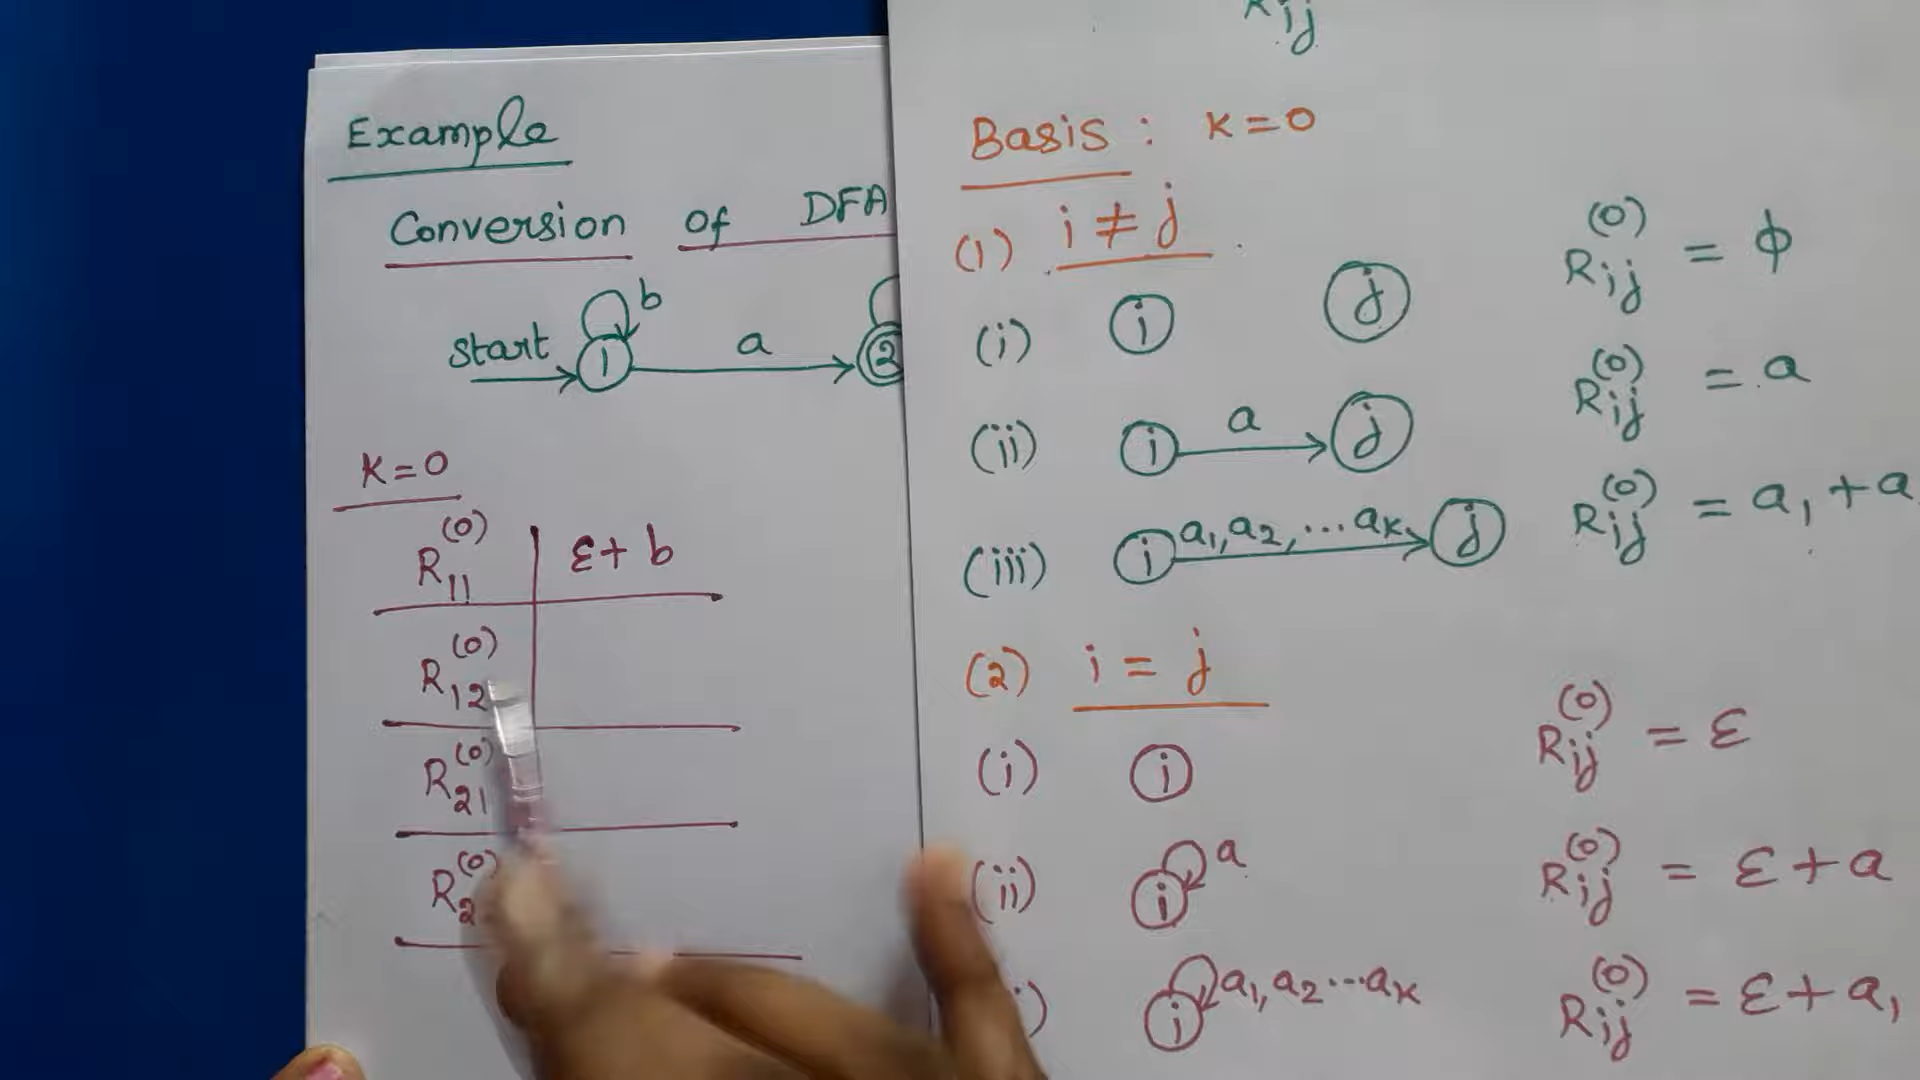 Example
Conversion of DFA
start 1 b a 2
K=0
R11^(0) ε+b
R12^(0)
R21^(0)
R2^(0)
Rij
Basis : K=0
(1) i ≠ j
(i) i j Rij^(0) = ϕ
(ii) i a j Rij^(0) = a
(iii) i a1, a2, ... aK j Rij^(0) = a1 + a
(2) i = j
(i) i Rij^(0) = ε
(ii) i a Rij^(0) = ε + a
i a1, a2 ... aK Rij^(0) = ε + a1